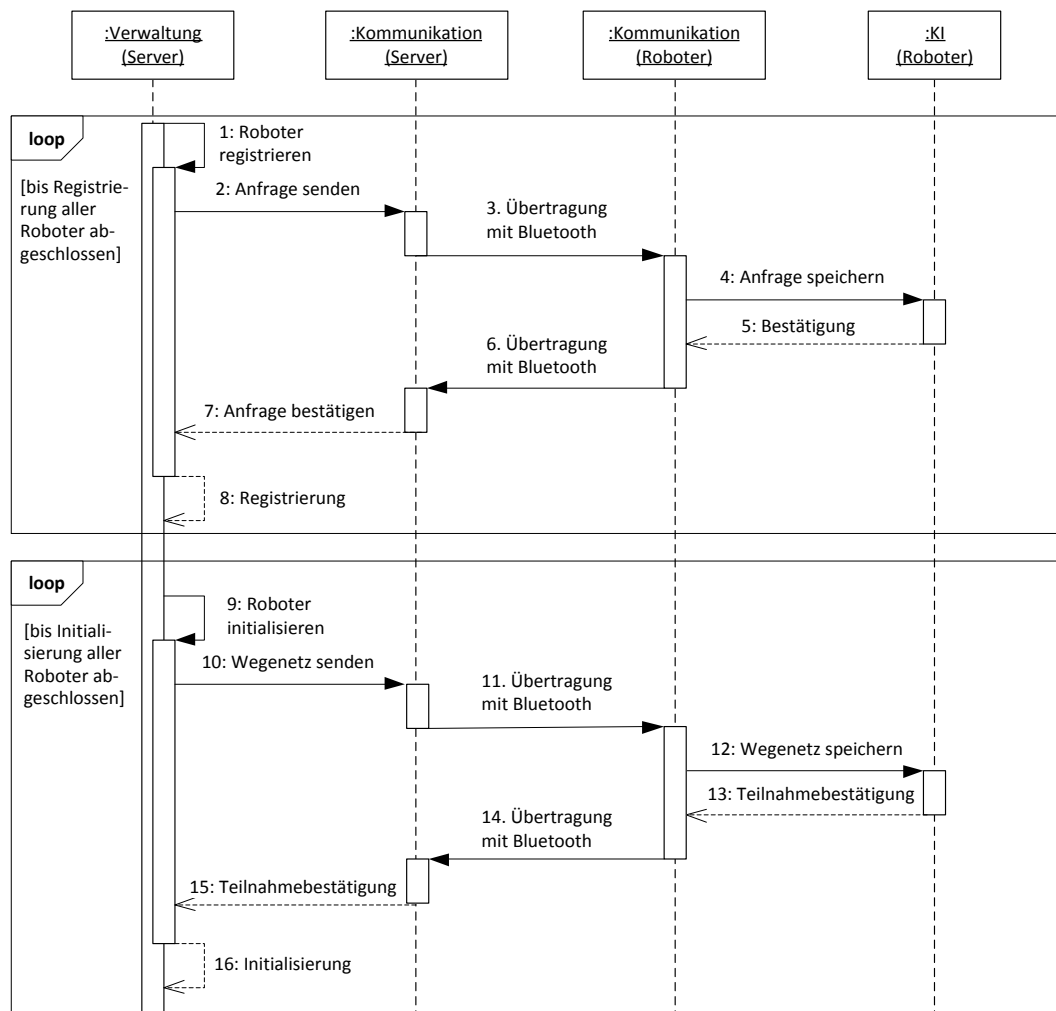 :Verwaltung
(Server)
:Kommunikation
(Server)
:Kommunikation
(Roboter)
:KI
(Roboter)
loop
[bis Registrie-
rung aller
Roboter ab-
geschlossen]
1: Roboter
registrieren
2: Anfrage senden
3. Übertragung
mit Bluetooth
4: Anfrage speichern
5: Bestätigung
6. Übertragung
mit Bluetooth
7: Anfrage bestätigen
8: Registrierung
loop
[bis Initiali-
sierung aller
Roboter ab-
geschlossen]
9: Roboter
initialisieren
10: Wegenetz senden
11. Übertragung
mit Bluetooth
12: Wegenetz speichern
13: Teilnahmebestätigung
14. Übertragung
mit Bluetooth
15: Teilnahmebestätigung
16: Initialisierung